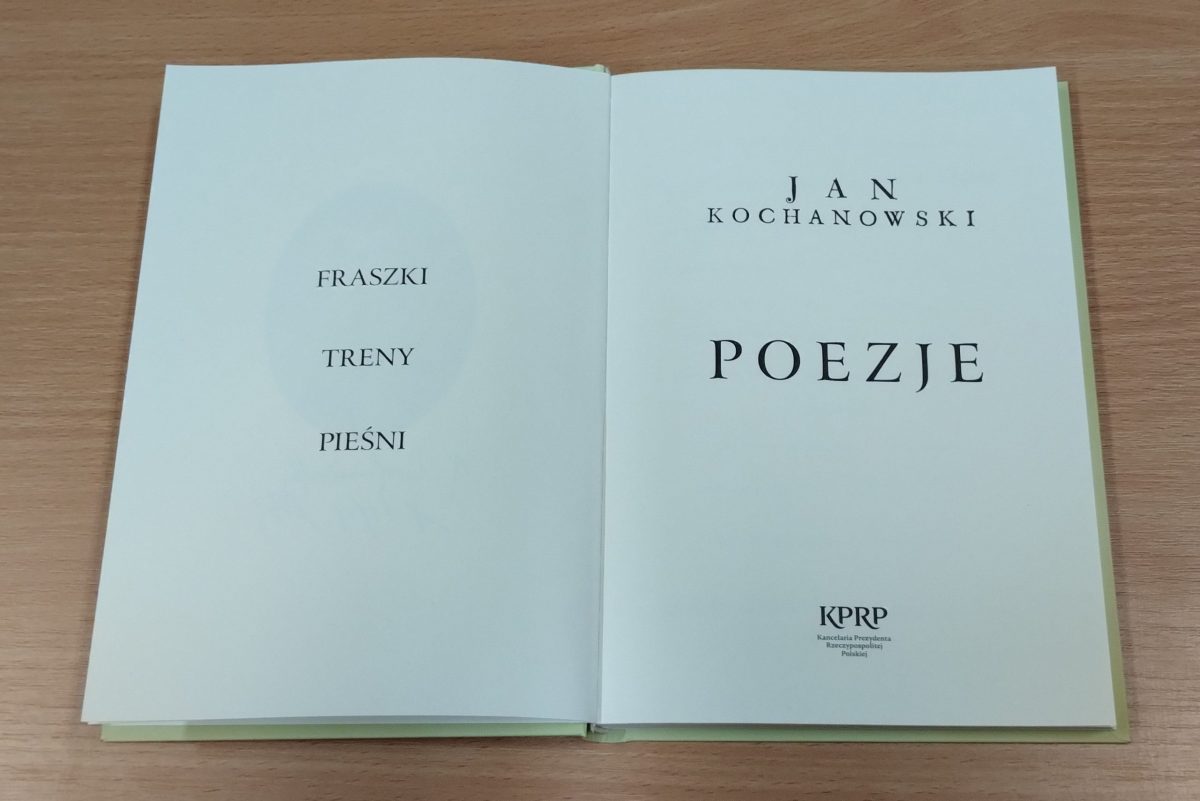 FRASZKI
TRENY
PIEŚNI
JAN
KOCHANOWSKI
POEZJE
KPRP
Kancelaria Prezydenta
Rzeczypospolitej
Polskiej